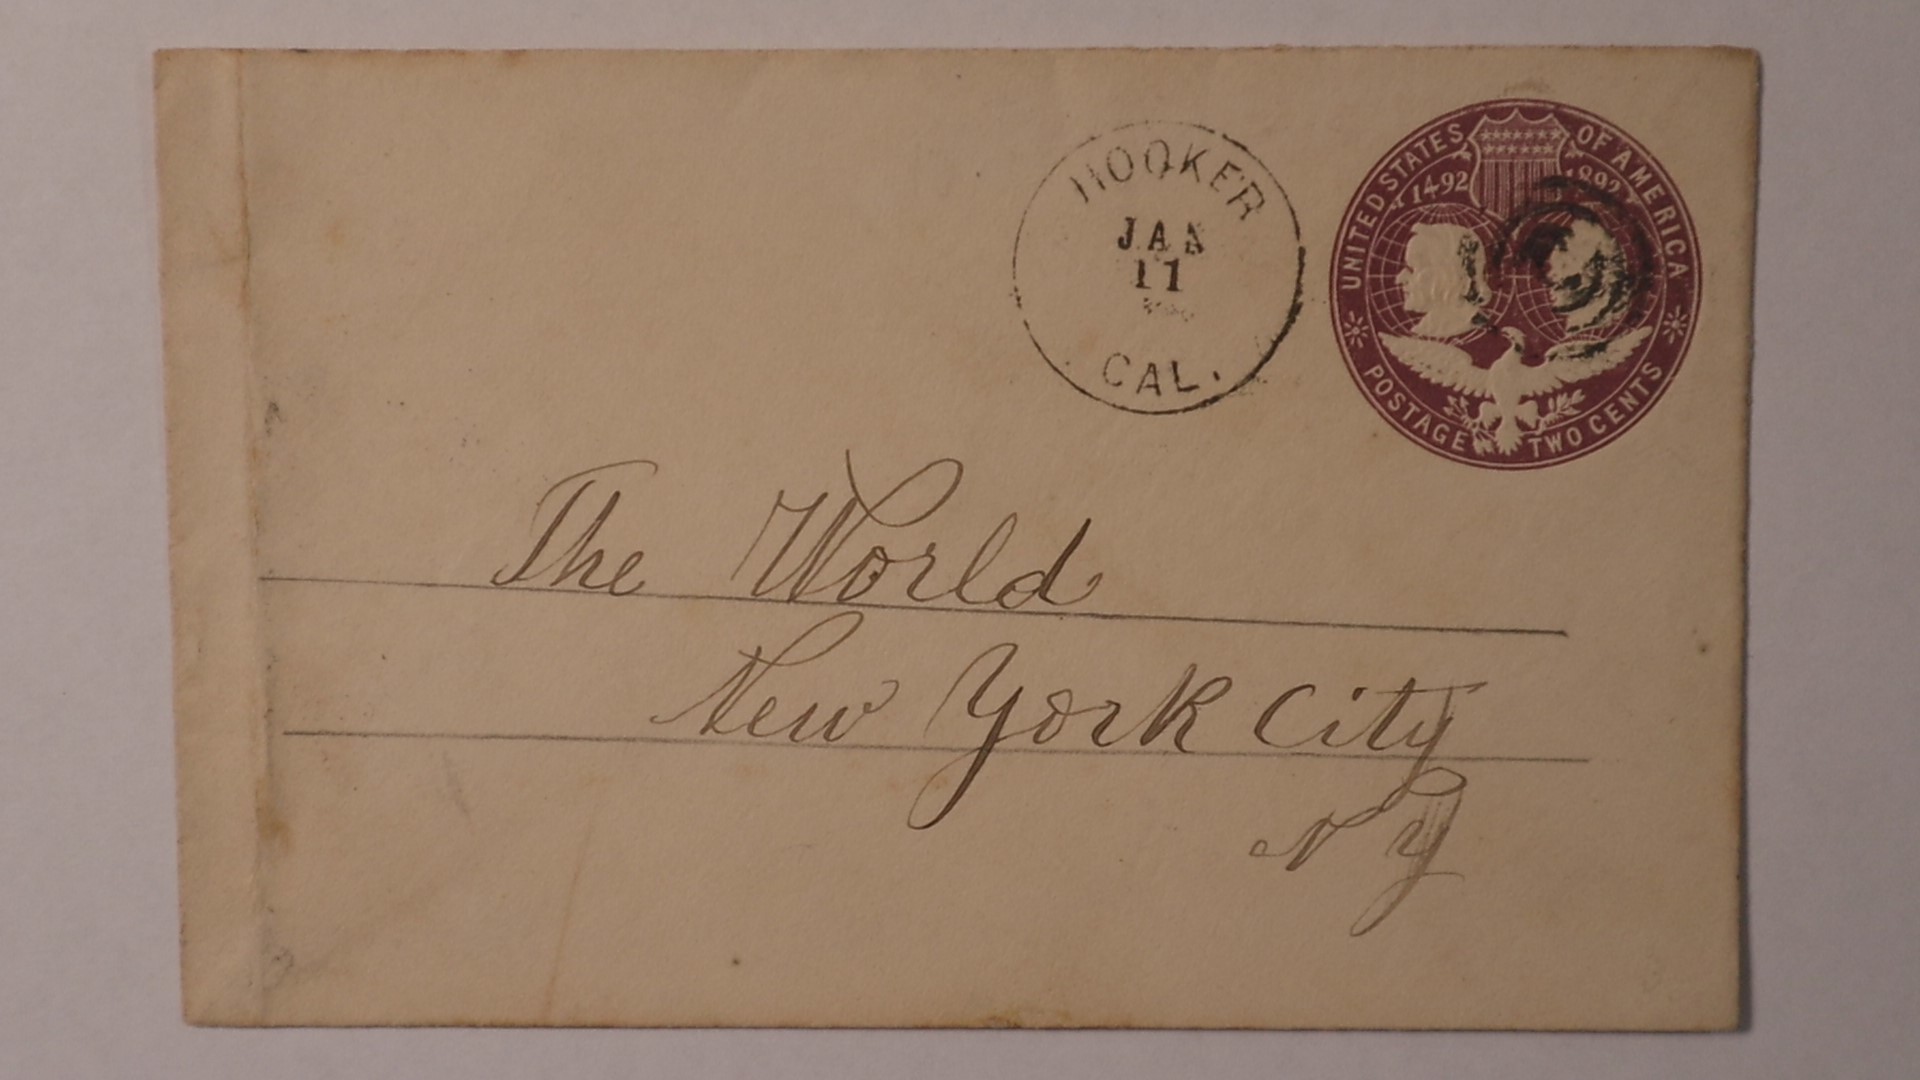 HOOKER
JAN
11
CAL.
UNITED STATES OF AMERICA
1492 1892
POSTAGE TWO CENTS
The World
New York City
N Y